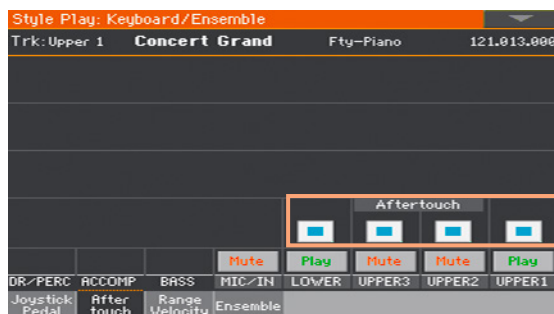 Style Play: Keyboard/Ensemble
Trk: Upper 1 Concert Grand Fty-Piano 121.013.000
Aftertouch
Mute Play Mute Mute Play
DR/PERC ACCOMP BASS MIC/IN LOWER UPPER3 UPPER2 UPPER1
Joystick After Range Ensemble
Pedal touch Velocity